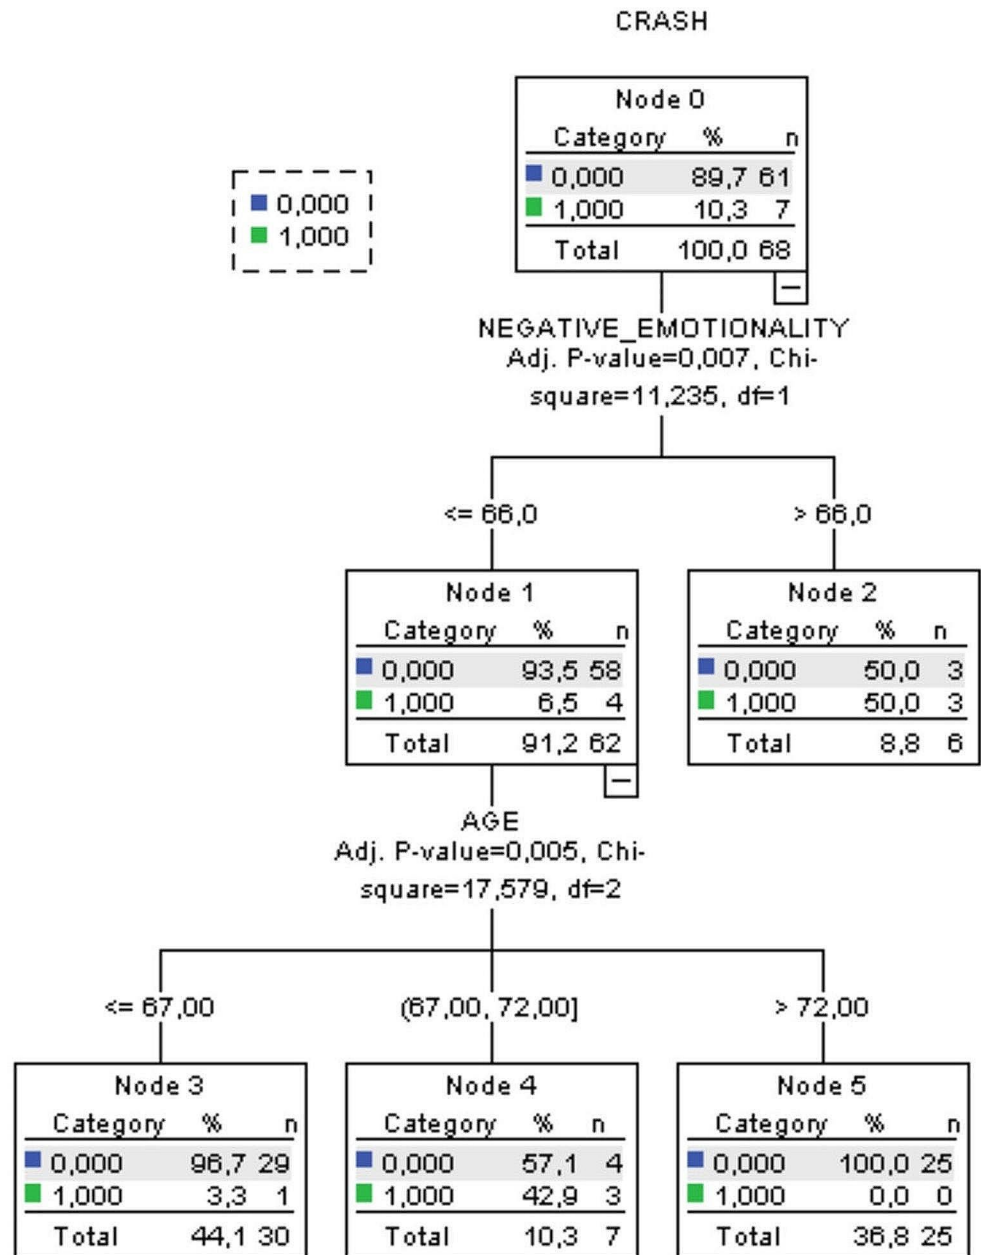 CRASH
Node 0
Category % n
0,000 89,7 61
1,000 10,3 7
Total 100,0 68
0,000
1,000
NEGATIVE_EMOTIONALITY
Adj. P-value=0,007, Chi-
square=11,235, df=1
<= 66,0
> 66,0
Node 1
Category % n
0,000 93,5 58
1,000 6,5 4
Total 91,2 62
Node 2
Category % n
0,000 50,0 3
1,000 50,0 3
Total 8,8 6
AGE
Adj. P-value=0,005, Chi-
square=17,579, df=2
<= 67,00
(67,00, 72,00]
> 72,00
Node 3
Category % n
0,000 96,7 29
1,000 3,3 1
Total 44,1 30
Node 4
Category % n
0,000 57,1 4
1,000 42,9 3
Total 10,3 7
Node 5
Category % n
0,000 100,0 25
1,000 0,0 0
Total 36,8 25